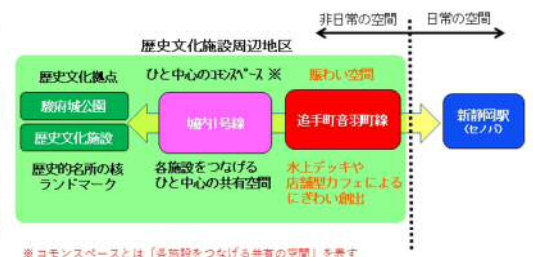 非日常の空間
日常の空間
歴史文化施設周辺地区
歴史文化拠点
ひと中心のコモンスペース ※
賑わい空間
駿府城公園
歴史文化施設
城内1号線
追手町音羽町線
新静岡駅
(セノバ)
歴史的名所の核
ランドマーク
各施設をつなげる
ひと中心の共有空間
水上デッキや
店舗型カフェによる
にぎわい創出
※コモンスペースとは「各施設をつなげる共有の空間」を表す